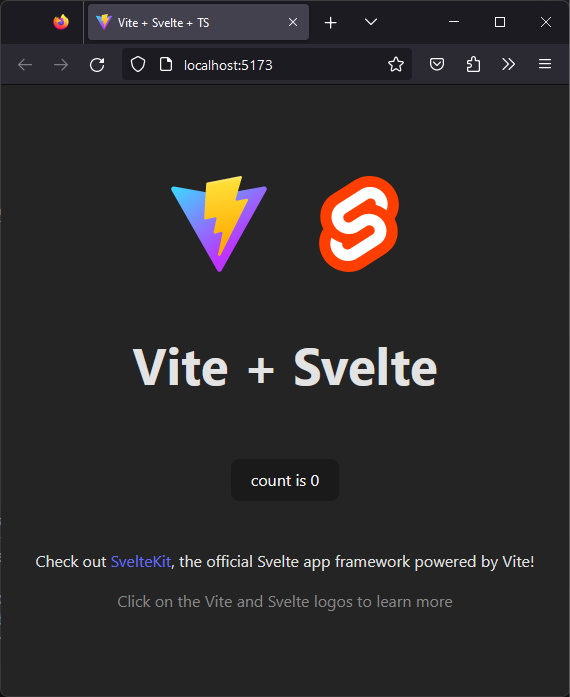 Vite + Svelte + TS
localhost:5173
Vite + Svelte
count is 0
Check out SvelteKit, the official Svelte app framework powered by Vite!
Click on the Vite and Svelte logos to learn more